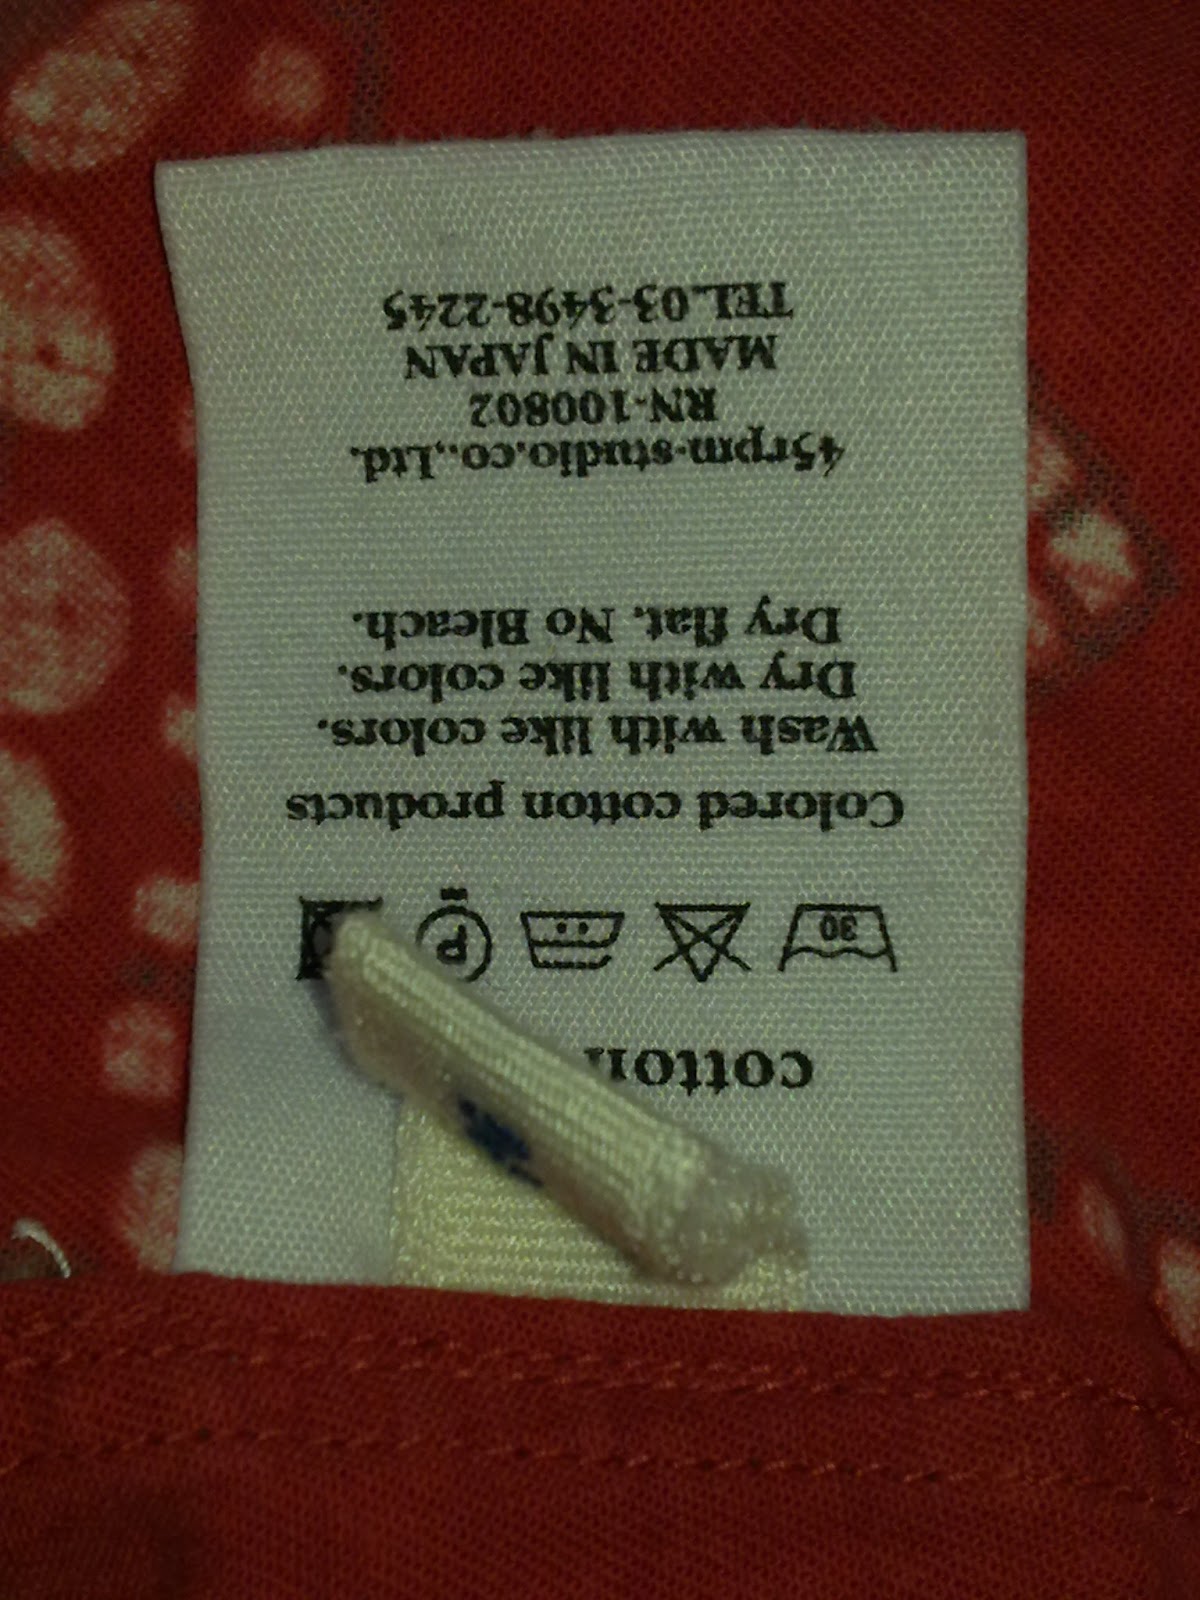 30
P
Colored cotton products
Wash with like colors.
Dry with like colors.
Dry flat. No Bleach.
45rpm-studio.co.,Ltd.
RN-100802
MADE IN JAPAN
TEL.03-3498-2245